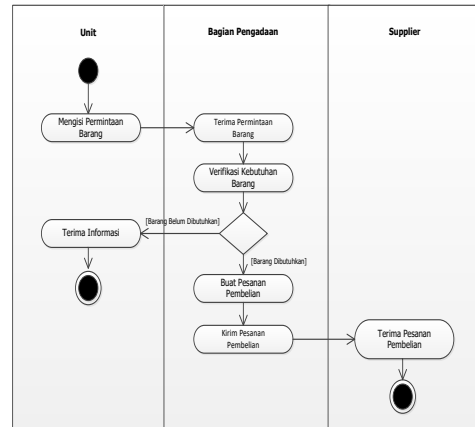 Unit
Bagian Pengadaan
Supplier
Mengisi Permintaan
Barang
Terima Permintaan
Barang
Verifikasi Kebutuhan
Barang
[Barang Belum Dibutuhkan]
Terima Informasi
[Barang Dibutuhkan]
Buat Pesanan
Pembelian
Kirim Pesanan
Pembelian
Terima Pesanan
Pembelian